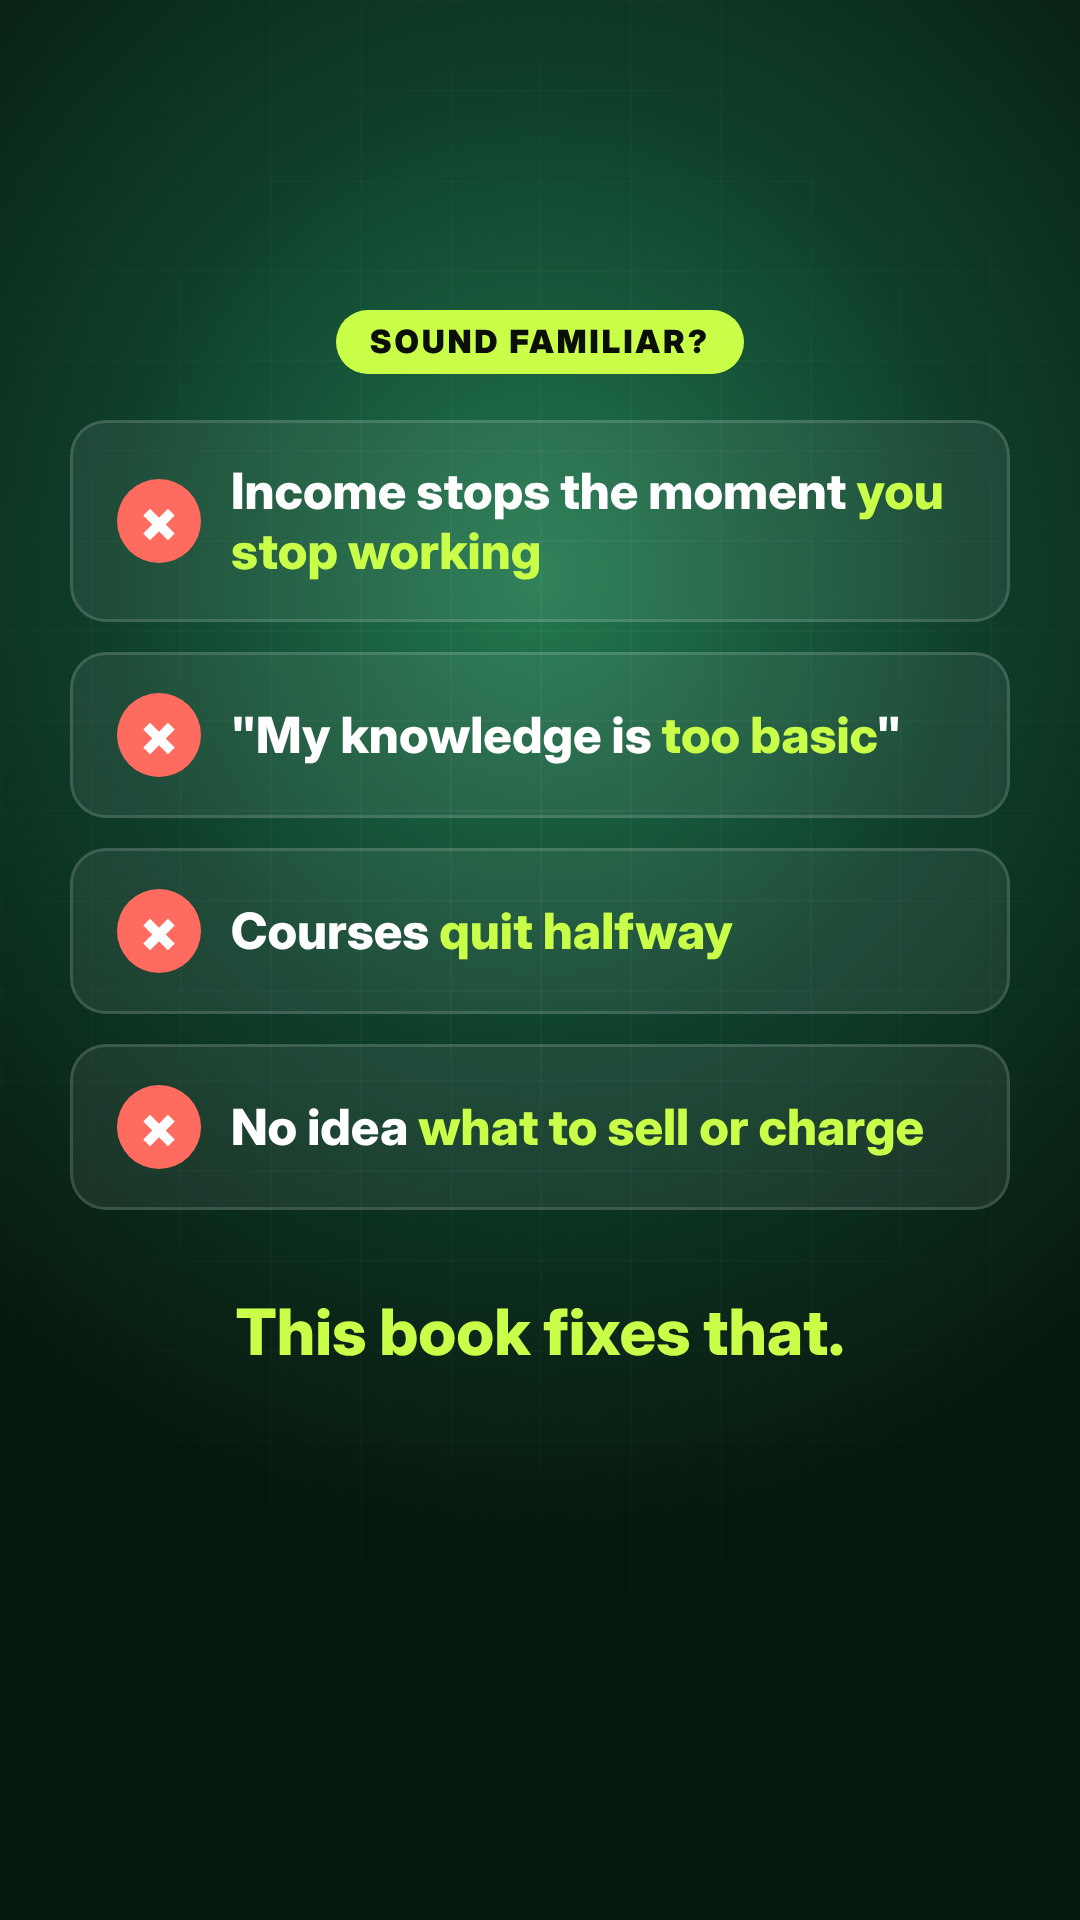 SOUND FAMILIAR?
Income stops the moment you
stop working
"My knowledge is too basic"
Courses quit halfway
No idea what to sell or charge
This book fixes that.